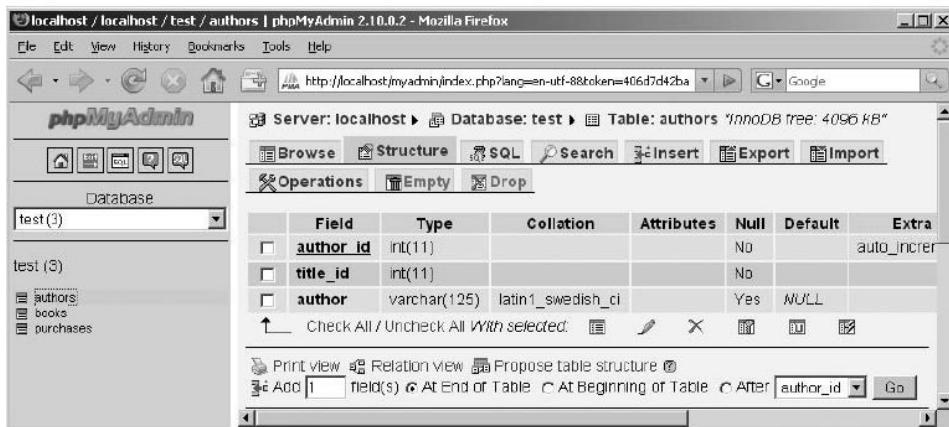 localhost / localhost / test / authors | phpMyAdmin 2.10.0.2 - Mozilla Firefox
File Edit View History Bookmarks Tools Help
http://localhost/myadmin/index.php?lang=en-utf-8&token=406d7d42ba
G Google
phpMyAdmin
Database
test (3)
test (3)
authors
books
purchases
Server: localhost Database: test Table: authors "InnoDB free: 4096 kB"
Browse Structure SQL Search Insert Export Import
Operations Empty Drop
Field Type Collation Attributes Null Default Extra
author_id int(11) No auto_increm
title_id int(11) No
author varchar(125) latin1_swedish_ci Yes NULL
Check All / Uncheck All With selected:
Print view Relation view Propose table structure
Add 1 field(s) At End of Table At Beginning of Table After author_id Go